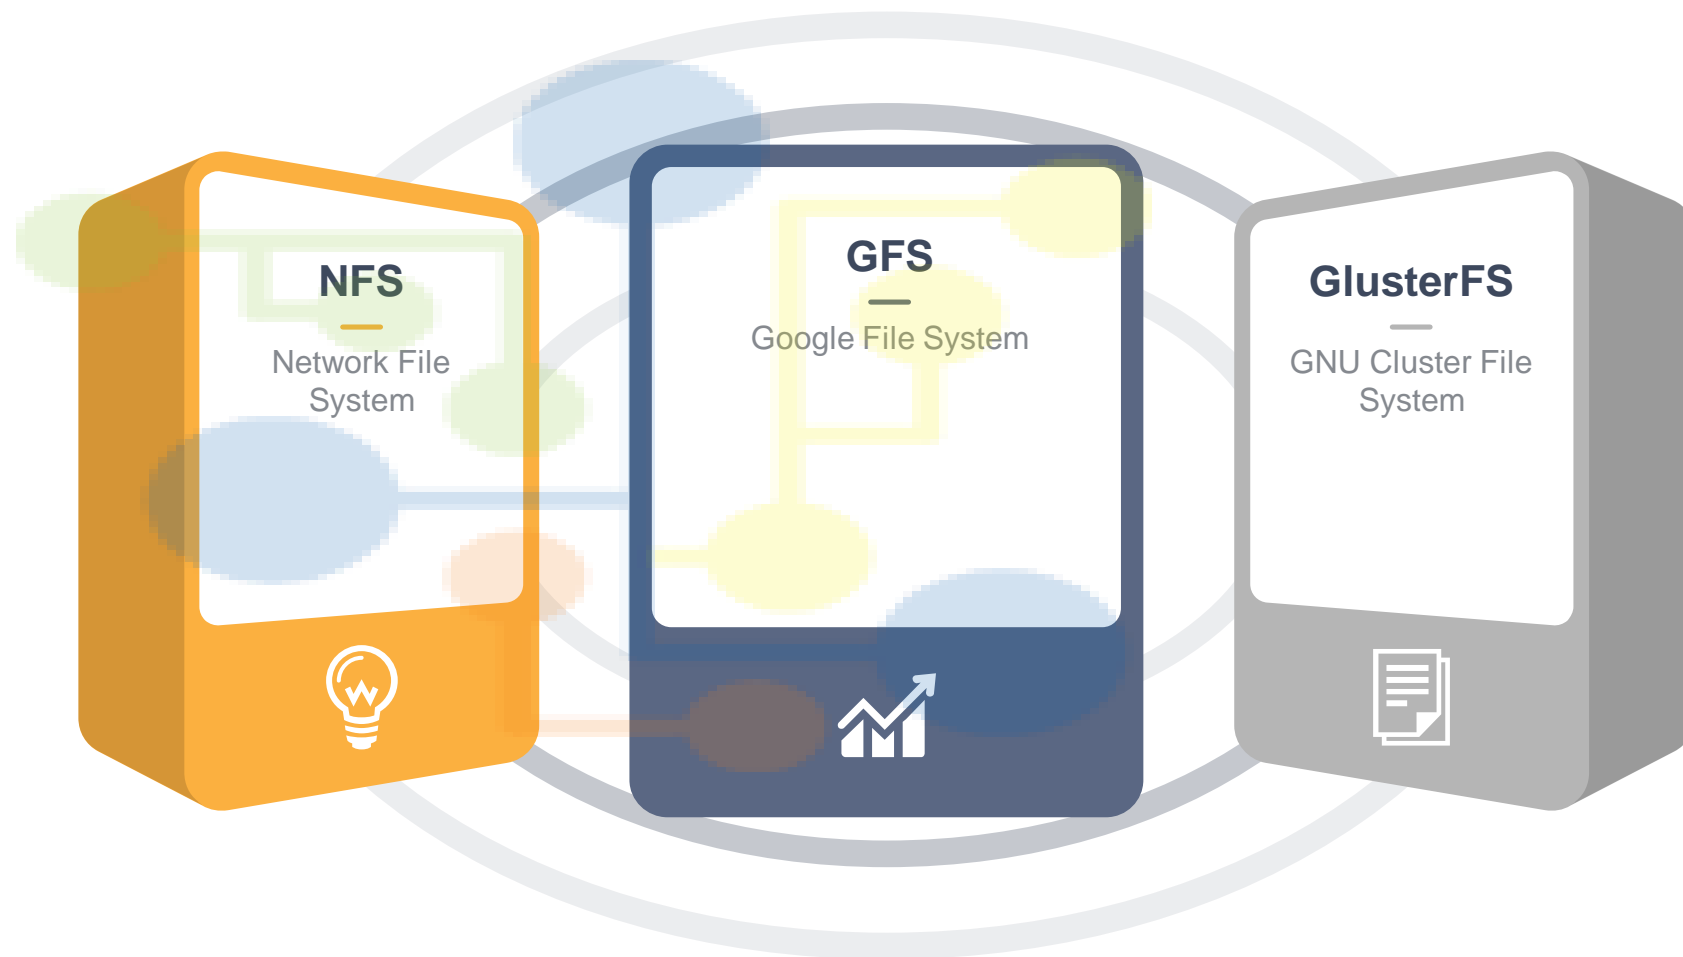 NFS
Network File
System
GFS
Google File System
GlusterFS
GNU Cluster File
System